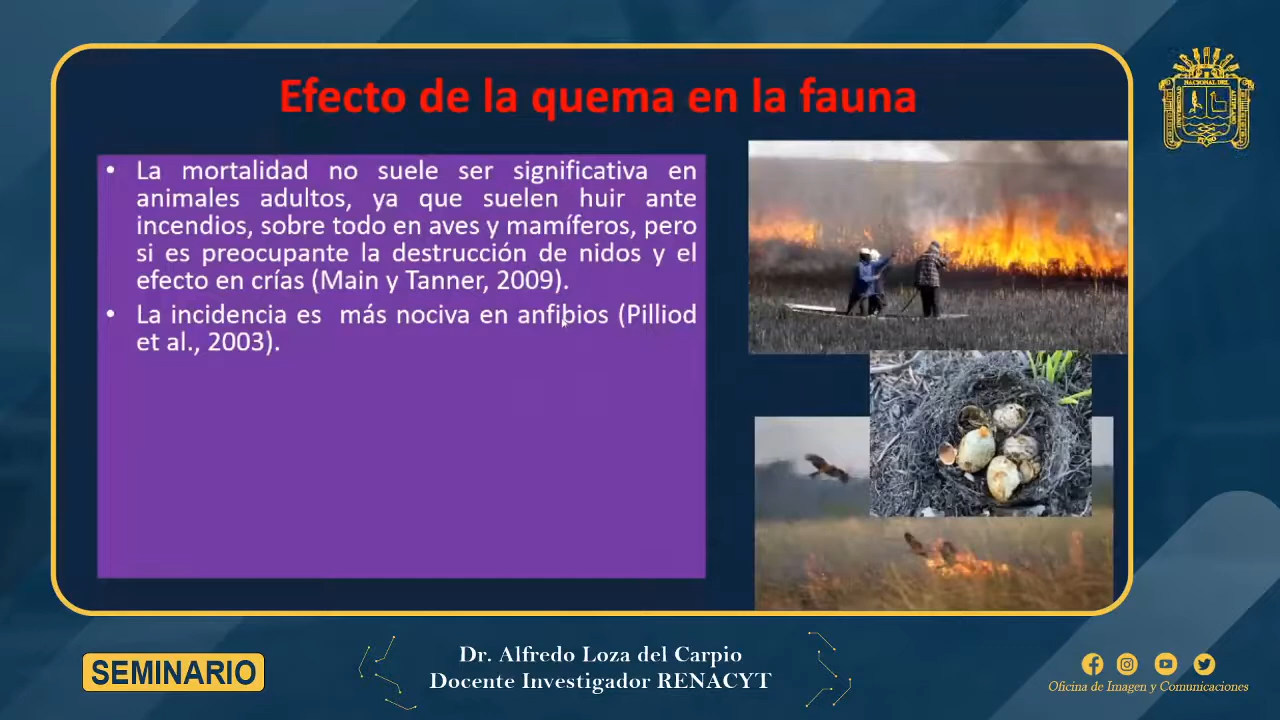 Efecto de la quema en la fauna
• La mortalidad no suele ser significativa en
animales adultos, ya que suelen huir ante
incendios, sobre todo en aves y mamíferos, pero
si es preocupante la destrucción de nidos y el
efecto en crías (Main y Tanner, 2009).
• La incidencia es más nociva en anfibios (Pilliod
et al., 2003).
SEMINARIO
Dr. Alfredo Loza del Carpio
Docente Investigador RENACYT
Oficina de Imagen y Comunicaciones